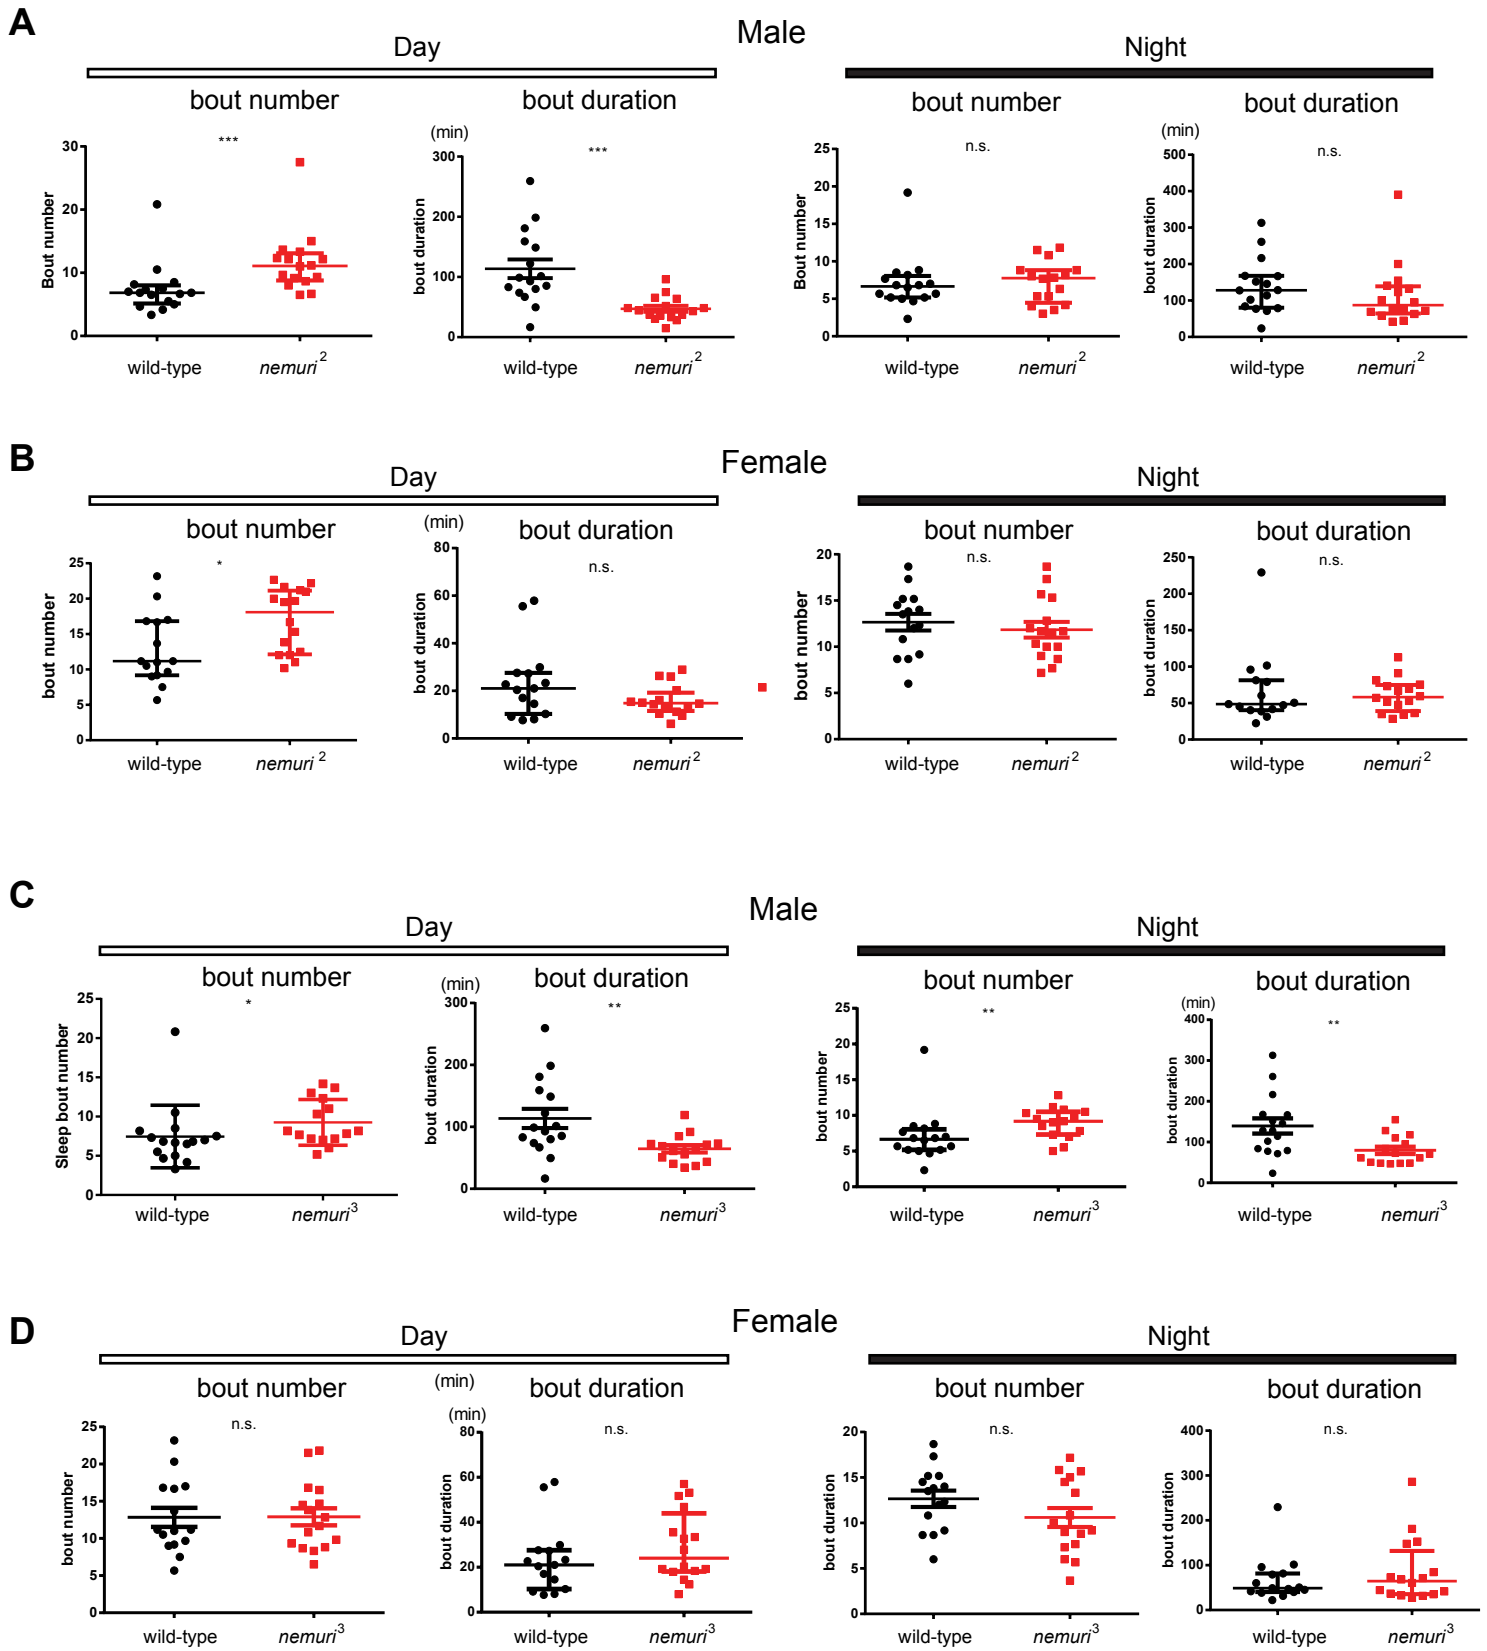 A
Male
Day
Night
bout number
bout duration
bout number
bout duration
(min)
(min)
***
***
n.s.
n.s.
Bout number
30
20
10
0
wild-type
nemuri2
bout duration
300
200
100
0
wild-type
nemuri2
Bout number
25
20
15
10
5
0
wild-type
nemuri2
bout duration
500
400
300
200
100
0
wild-type
nemuri2
B
Female
Day
Night
bout number
(min)
bout duration
bout number
bout duration
*
n.s.
n.s.
n.s.
bout number
25
20
15
10
5
0
wild-type
nemuri2
bout duration
80
60
40
20
0
wild-type
nemuri2
bout number
20
15
10
5
0
wild-type
nemuri2
bout duration
250
200
150
100
50
0
wild-type
nemuri2
C
Male
Day
Night
bout number
(min)
bout duration
bout number
bout duration
(min)
*
**
**
**
Sleep bout number
25
20
15
10
5
0
wild-type
nemuri3
bout duration
300
200
100
0
wild-type
nemuri3
bout number
25
20
15
10
5
0
wild-type
nemuri3
bout duration
400
300
200
100
0
wild-type
nemuri3
D
Female
Day
Night
bout number
(min)
bout duration
bout number
bout duration
(min)
n.s.
n.s.
n.s.
n.s.
bout number
25
20
15
10
5
0
wild-type
nemuri3
bout duration
80
60
40
20
0
wild-type
nemuri3
bout number
20
15
10
5
0
wild-type
nemuri3
bout duration
400
300
200
100
0
wild-type
nemuri3